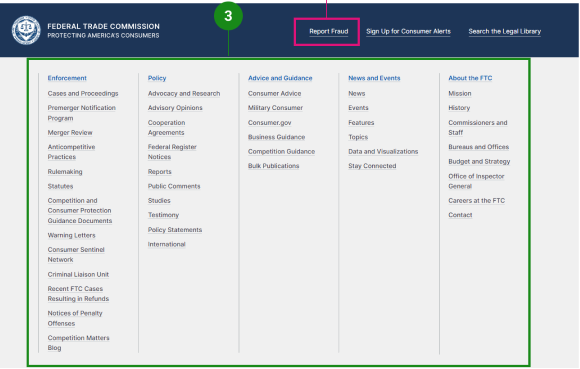 3
FEDERAL TRADE COMMISSION
PROTECTING AMERICA'S CONSUMERS
Report Fraud
Sign Up for Consumer Alerts
Search the Legal Library
Enforcement
Cases and Proceedings
Premerger Notification
Program
Merger Review
Anticompetitive
Practices
Rulemaking
Statutes
Competition and
Consumer Protection
Guidance Documents
Warning Letters
Consumer Sentinel
Network
Criminal Liaison Unit
Recent FTC Cases
Resulting in Refunds
Notices of Penalty
Offenses
Competition Matters
Blog
Policy
Advocacy and Research
Advisory Opinions
Cooperation
Agreements
Federal Register
Notices
Reports
Public Comments
Studies
Testimony
Policy Statements
International
Advice and Guidance
Consumer Advice
Military Consumer
Consumer.gov
Business Guidance
Competition Guidance
Bulk Publications
News and Events
News
Events
Features
Topics
Data and Visualizations
Stay Connected
About the FTC
Mission
History
Commissioners and
Staff
Bureaus and Offices
Budget and Strategy
Office of Inspector
General
Careers at the FTC
Contact